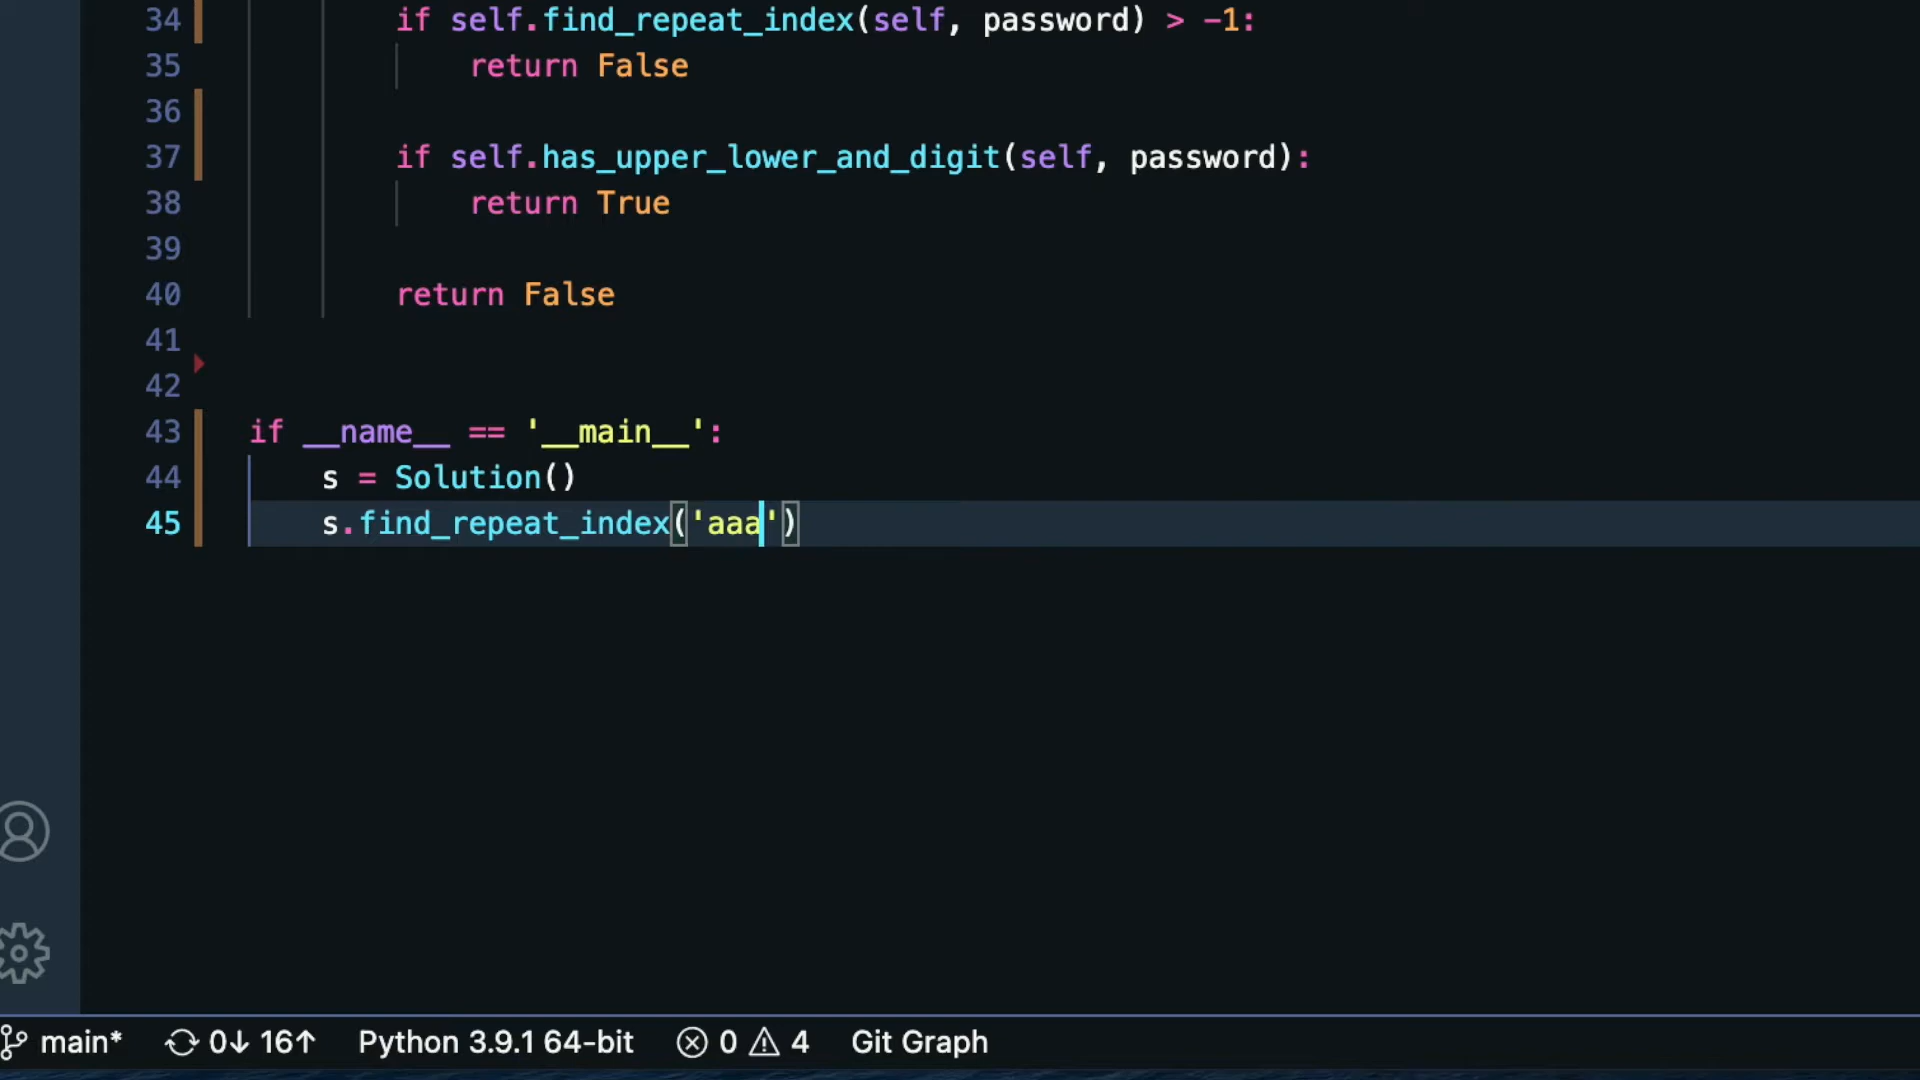 34 if self.find_repeat_index(self, password) > -1:
35 return False
36
37 if self.has_upper_lower_and_digit(self, password):
38 return True
39
40 return False
41
42
43 if __name__ == '__main__':
44 s = Solution()
45 s.find_repeat_index('aaa')
main* 0↓ 16↑ Python 3.9.1 64-bit 0 4 Git Graph